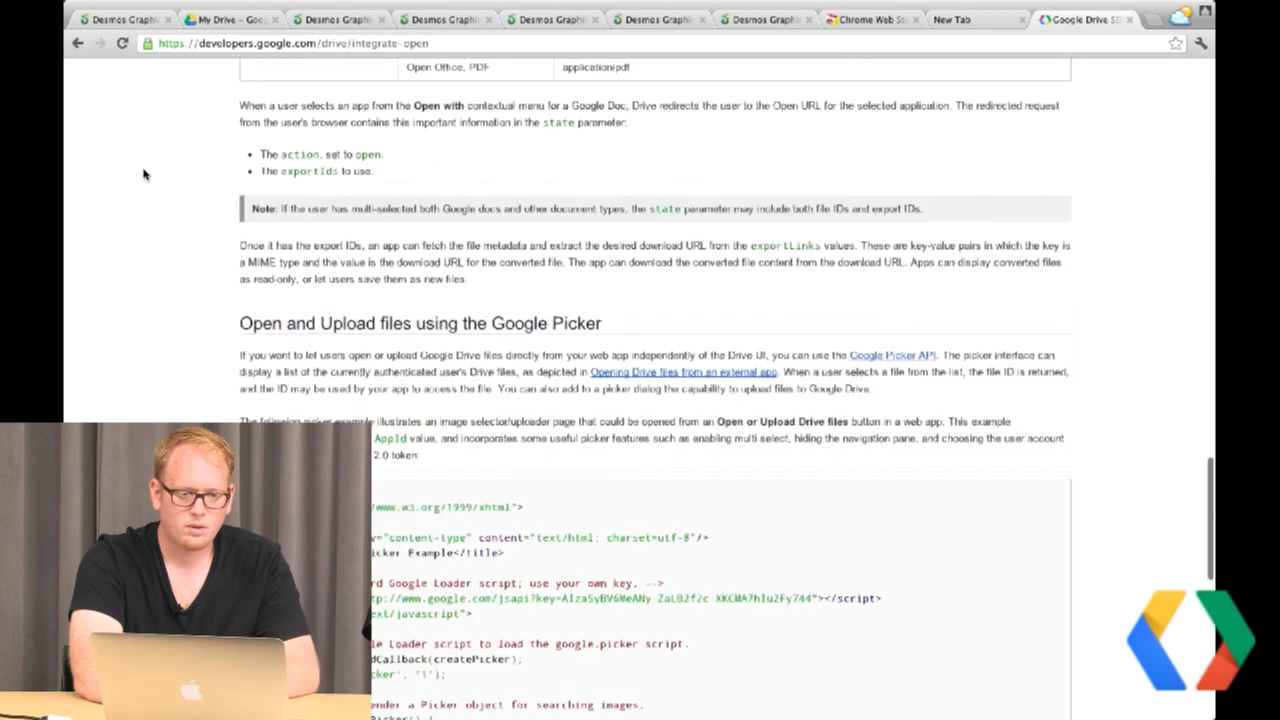 Desmos Graphi
My Drive – Goo
Desmos Graphi
Desmos Graphi
Desmos Graphi
Desmos Graphi
Desmos Graphi
Chrome Web St
New Tab
Google Drive SD
https://developers.google.com/drive/integrate-open
Open Office, PDF
application/pdf
When a user selects an app from the Open with contextual menu for a Google Doc, Drive redirects the user to the Open URL for the selected application. The redirected request
from the user's browser contains this important information in the state parameter:
• The action, set to open.
• The exportIds to use.
Note: If the user has multi-selected both Google docs and other document types, the state parameter may include both file IDs and export IDs.
Once it has the export IDs, an app can fetch the file metadata and extract the desired download URL from the exportLinks values. These are key-value pairs in which the key is
a MIME type and the value is the download URL for the converted file. The app can download the converted file content from the download URL. Apps can display converted files
as read-only, or let users save them as new files.
Open and Upload files using the Google Picker
If you want to let users open or upload Google Drive files directly from your web app independently of the Drive UI, you can use the Google Picker API. The picker interface can
display a list of the currently authenticated user's Drive files, as depicted in Opening Drive files from an external app. When a user selects a file from the list, the file ID is returned,
and the ID may be used by your app to access the file. You can also add to a picker dialog the capability to upload files to Google Drive.
The following picker example illustrates an image selector/uploader page that could be opened from an Open or Upload Drive files button in a web app. This example
AppId value, and incorporates some useful picker features such as enabling multi select, hiding the navigation pane, and choosing the user account
2.0 token:
/www.w3.org/1999/xhtml">
="content-type" content="text/html; charset=utf-8"/>
icker Example</title>
rd Google Loader script; use your own key. -->
></script>
ext/javascript">
le Loader script to load the google.picker script.
dCallback(createPicker);
cker', '1');
ender a Picker object for searching images.
Picker() {